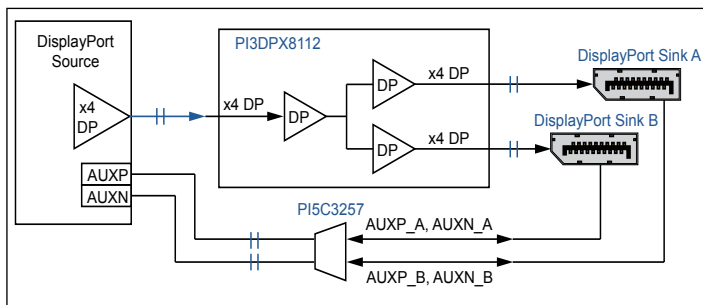 DisplayPort
Source
x4
DP
AUXP
AUXN
PI3DPX8112
x4 DP
DP
DP
x4 DP
DP
x4 DP
DisplayPort Sink A
DisplayPort Sink B
PI5C3257
AUXP_A, AUXN_A
AUXP_B, AUXN_B